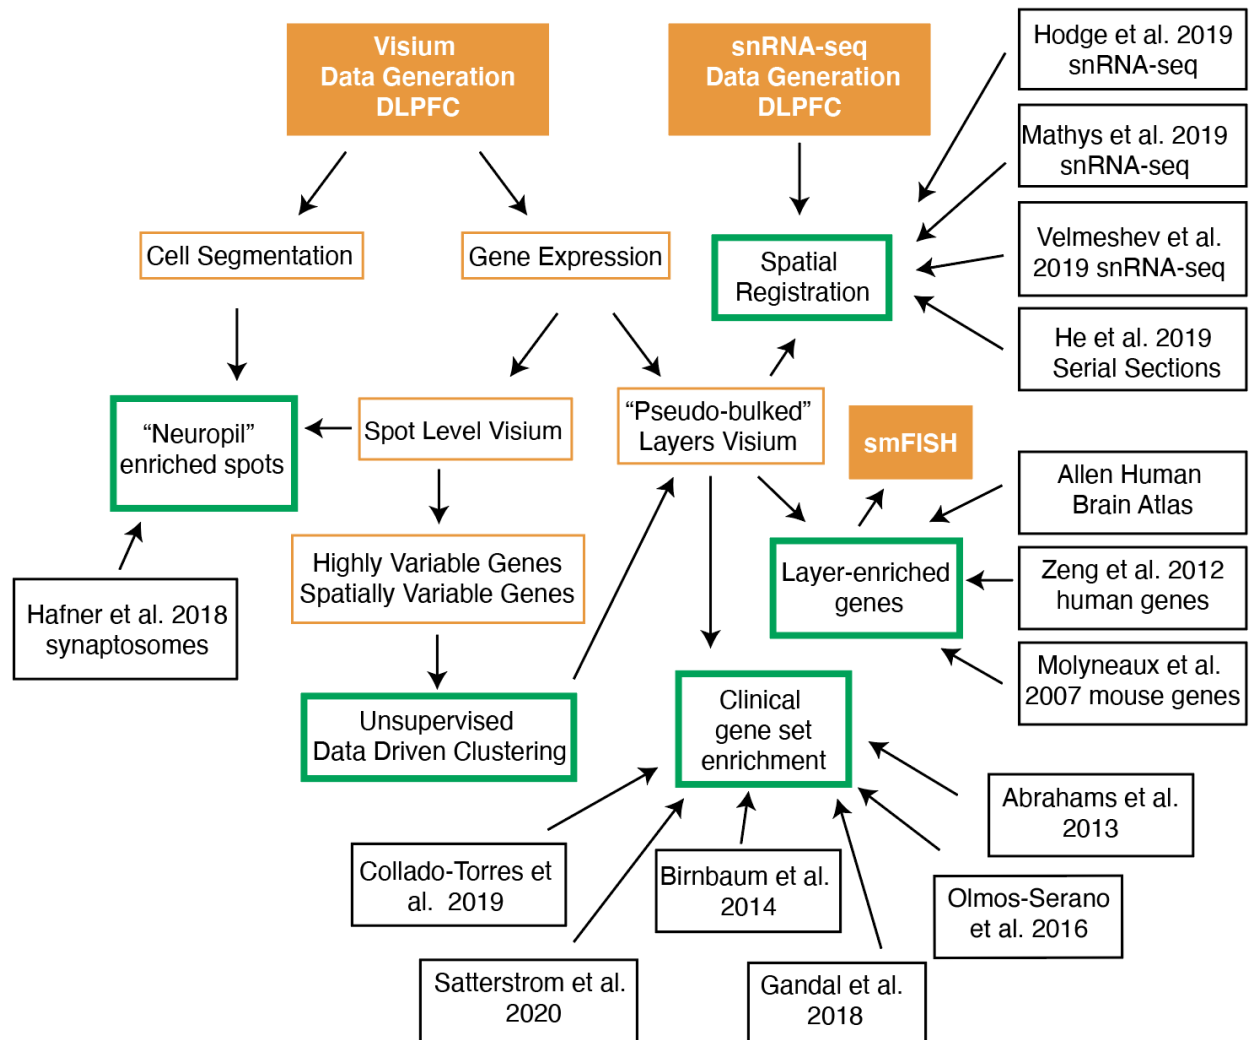 Visium
Data Generation
DLPFC
snRNA-seq
Data Generation
DLPFC
Hodge et al. 2019
snRNA-seq
Mathys et al. 2019
snRNA-seq
Cell Segmentation
Gene Expression
Spatial
Registration
Velmeshev et al.
2019 snRNA-seq
He et al. 2019
Serial Sections
“Neuropil”
enriched spots
Spot Level Visium
“Pseudo-bulked”
Layers Visium
smFISH
Allen Human
Brain Atlas
Highly Variable Genes
Spatially Variable Genes
Layer-enriched
genes
Zeng et al. 2012
human genes
Hafner et al. 2018
synaptosomes
Molyneaux et al.
2007 mouse genes
Unsupervised
Data Driven Clustering
Clinical
gene set
enrichment
Abrahams et al.
2013
Collado-Torres et
al. 2019
Birnbaum et al.
2014
Olmos-Serano
et al. 2016
Satterstrom et al.
2020
Gandal et al.
2018